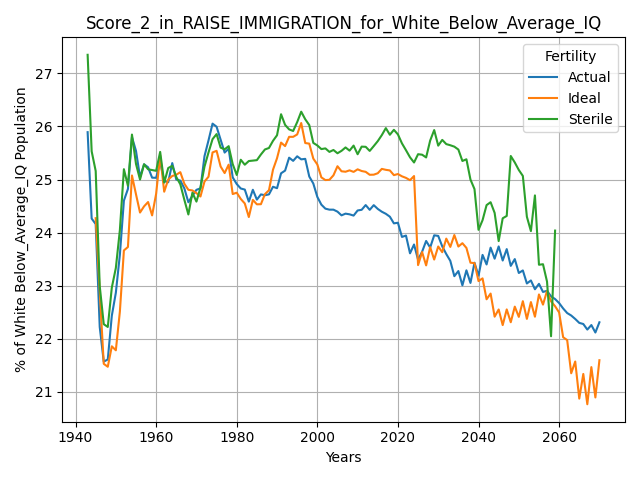 Score_2_in_RAISE_IMMIGRATION_for_White_Below_Average_IQ
Fertility
Actual
Ideal
Sterile
27
26
25
24
23
22
21
% of White Below_Average_IQ Population
1940 1960 1980 2000 2020 2040 2060
Years